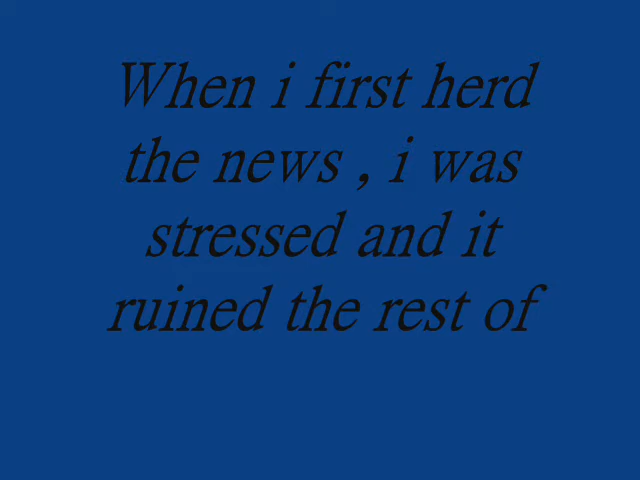 When i first herd
the news , i was
stressed and it
ruined the rest of